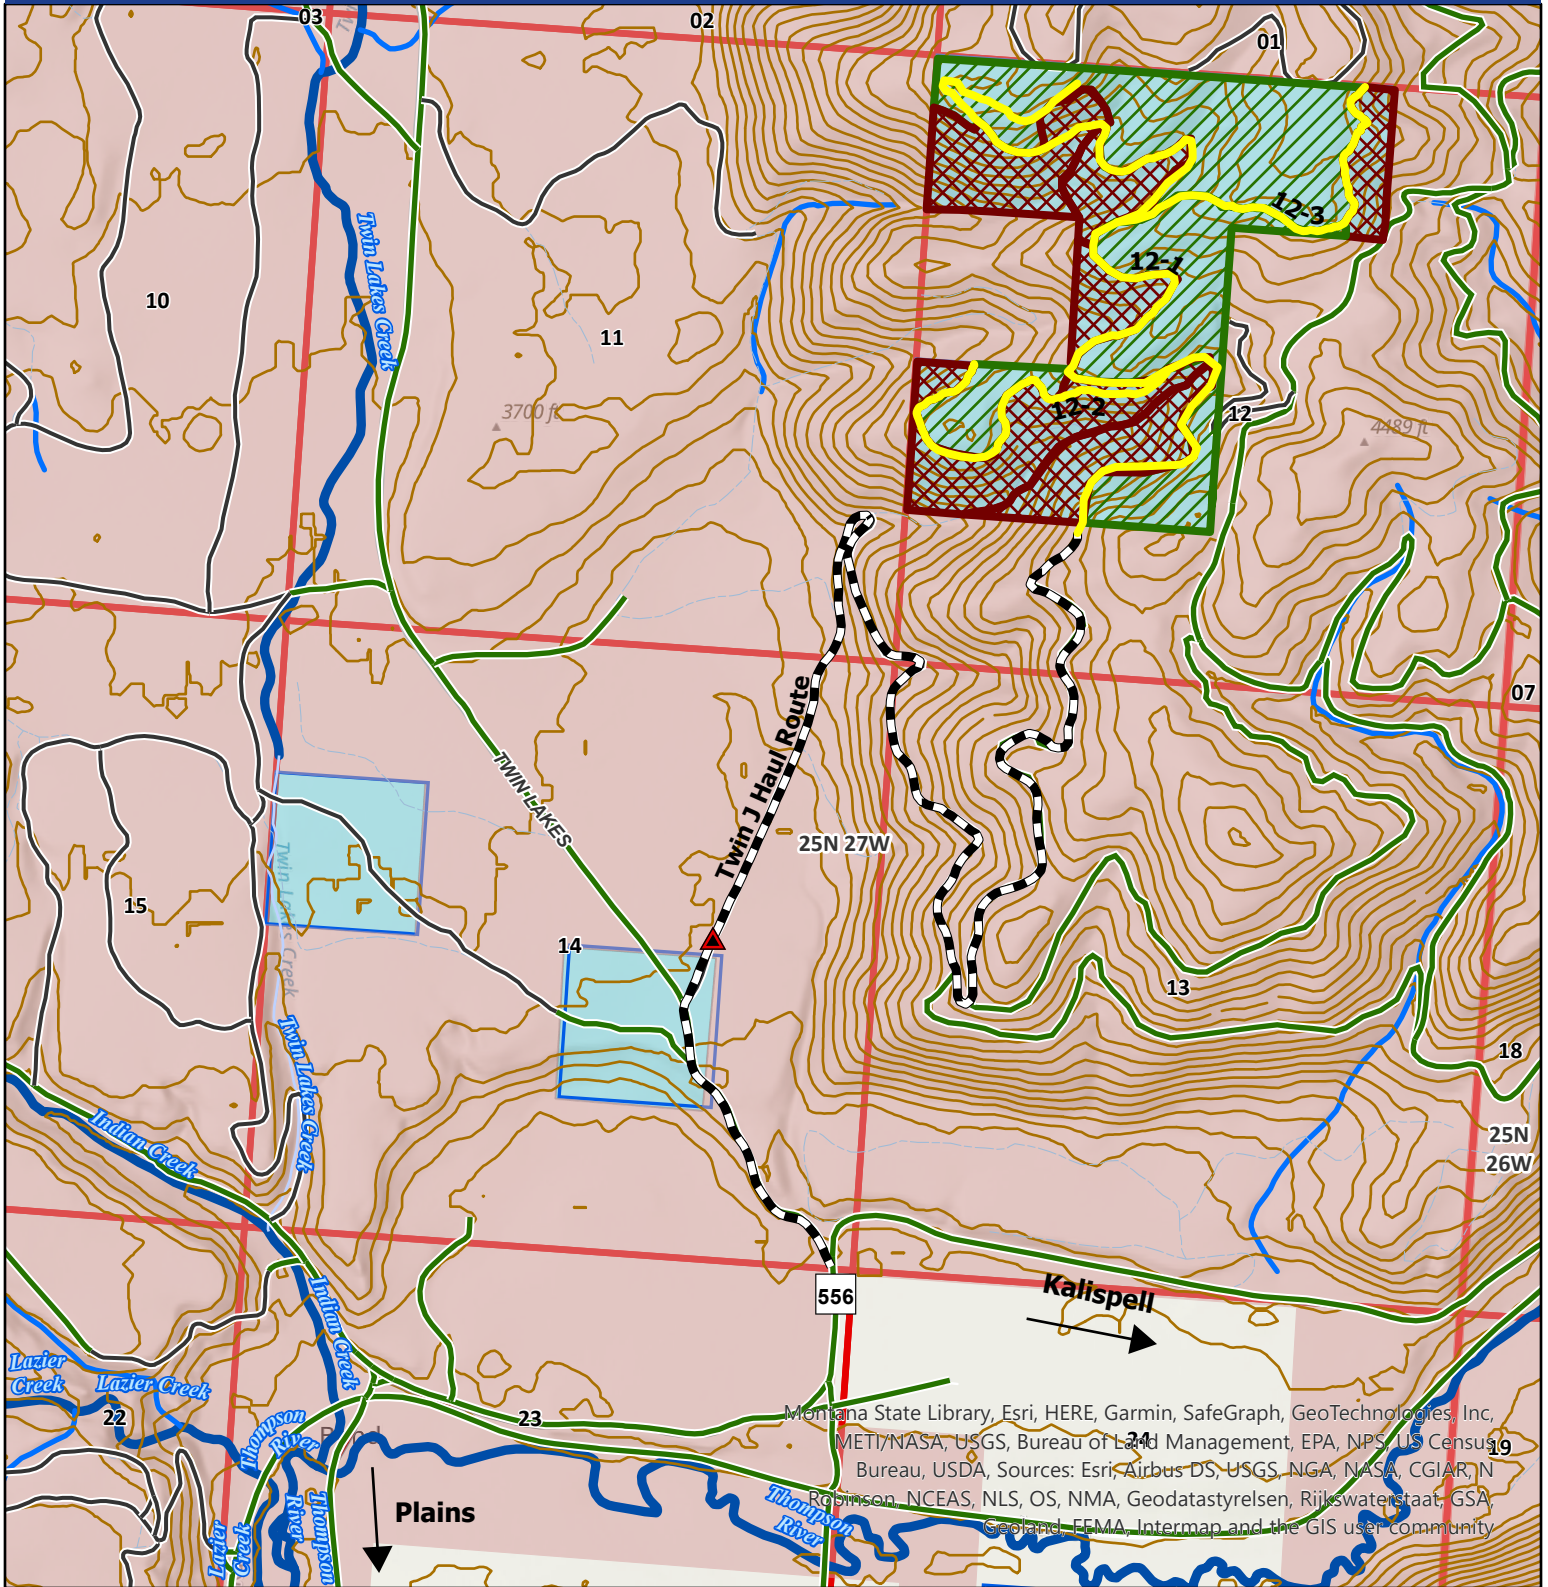 03
02
01
Twin Lakes Creek
12-3
12-1
10
11
3700 ft
12-2
12
4489 ft
07
Twin J Haul Route
TWIN LAKES
25N 27W
Twin Lakes Creek
15
14
13
Twin Lakes Creek
18
Indian Creek
25N
26W
556
Kalispell
Indian Creek
Lazier
Creek
Lazier Creek
22
23
24
19
Thompson
River
Plains
Thompson
River
Lazier
Creek
River
Thompson
Montana State Library, Esri, HERE, Garmin, SafeGraph, GeoTechnologies, Inc,
METI/NASA, USGS, Bureau of Land Management, EPA, NPS, US Census
Bureau, USDA, Sources: Esri, Airbus DS, USGS, NGA, NASA, CGIAR, N
Robinson, NCEAS, NLS, OS, NMA, Geodatastyrelsen, Rijkswaterstaat, GSA,
Geoland, FEMA, Intermap and the GIS user community